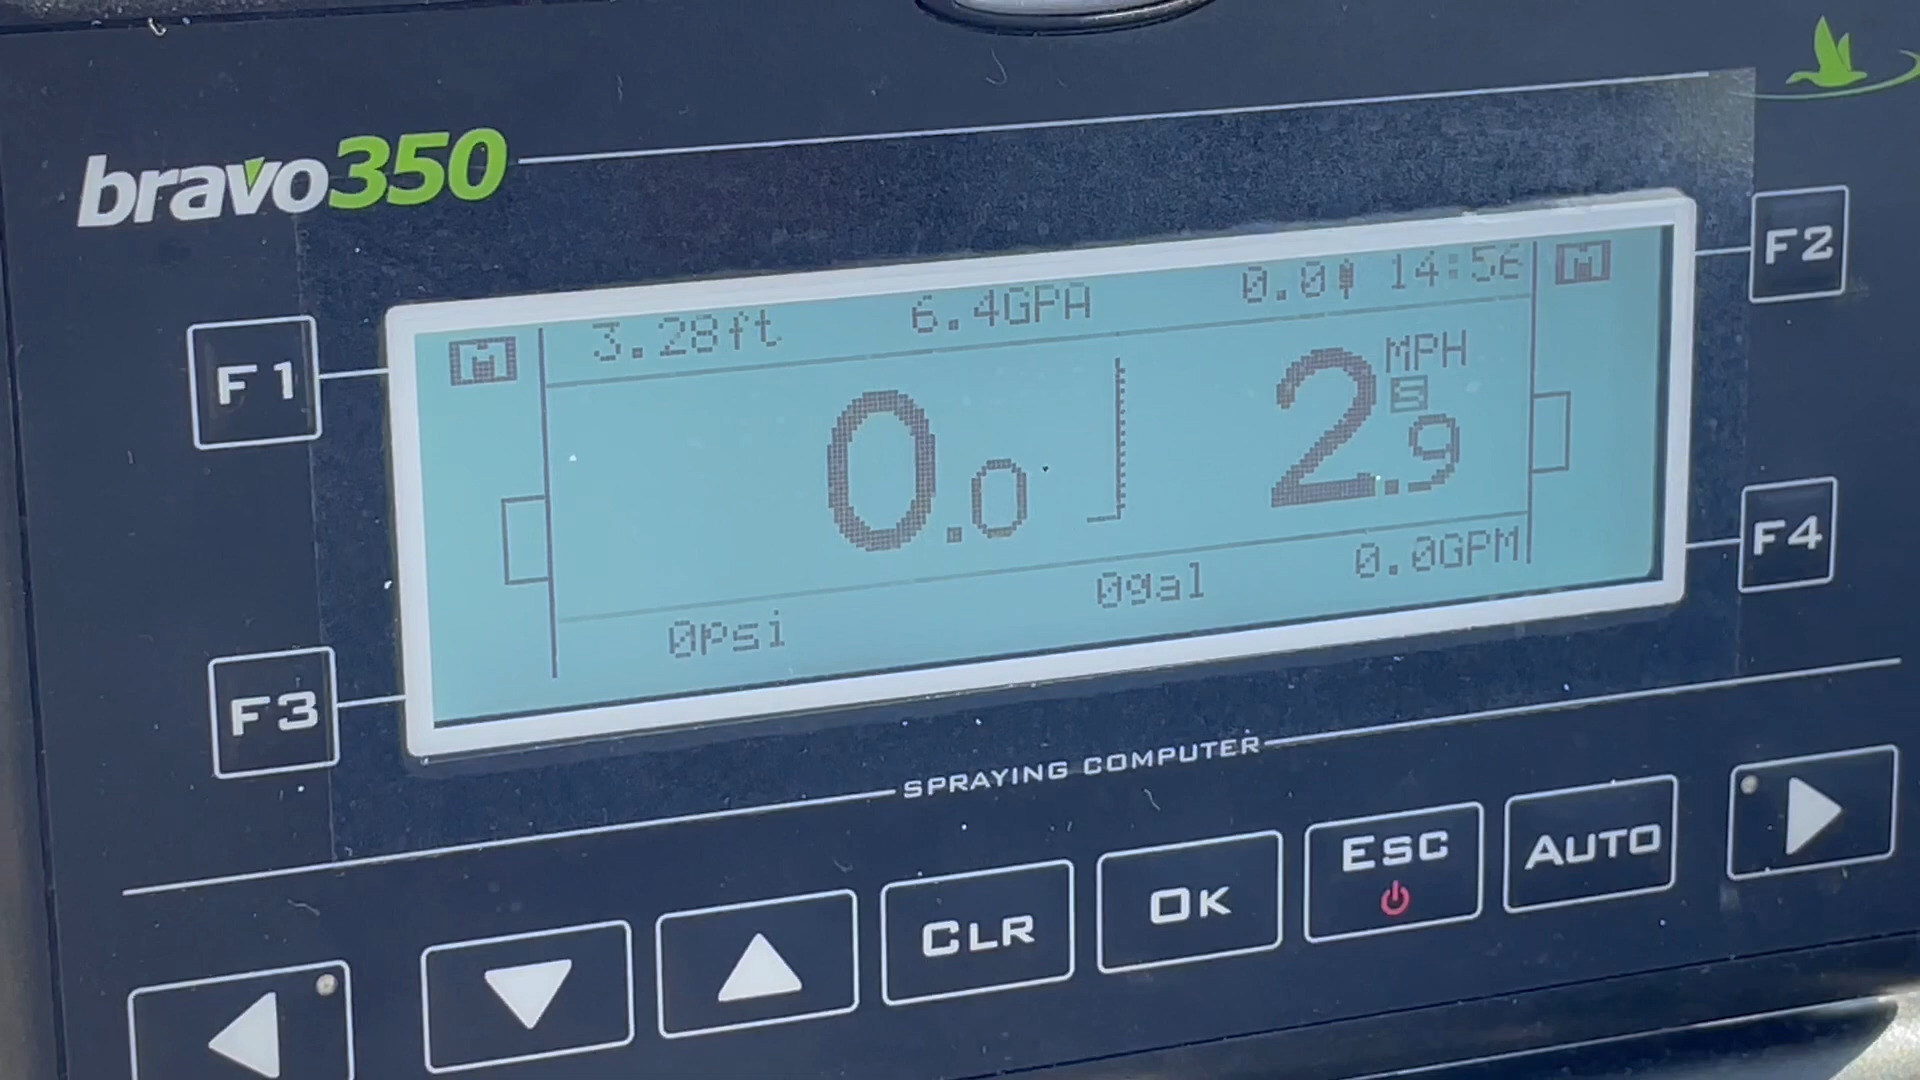 bravo350
F1
F2
3.28ft 6.4GPA 0.0 14:56
M
M
0.0 2.9 MPH
S
0psi 0gal 0.0GPM
F3
F4
SPRAYING COMPUTER
CLR OK ESC AUTO